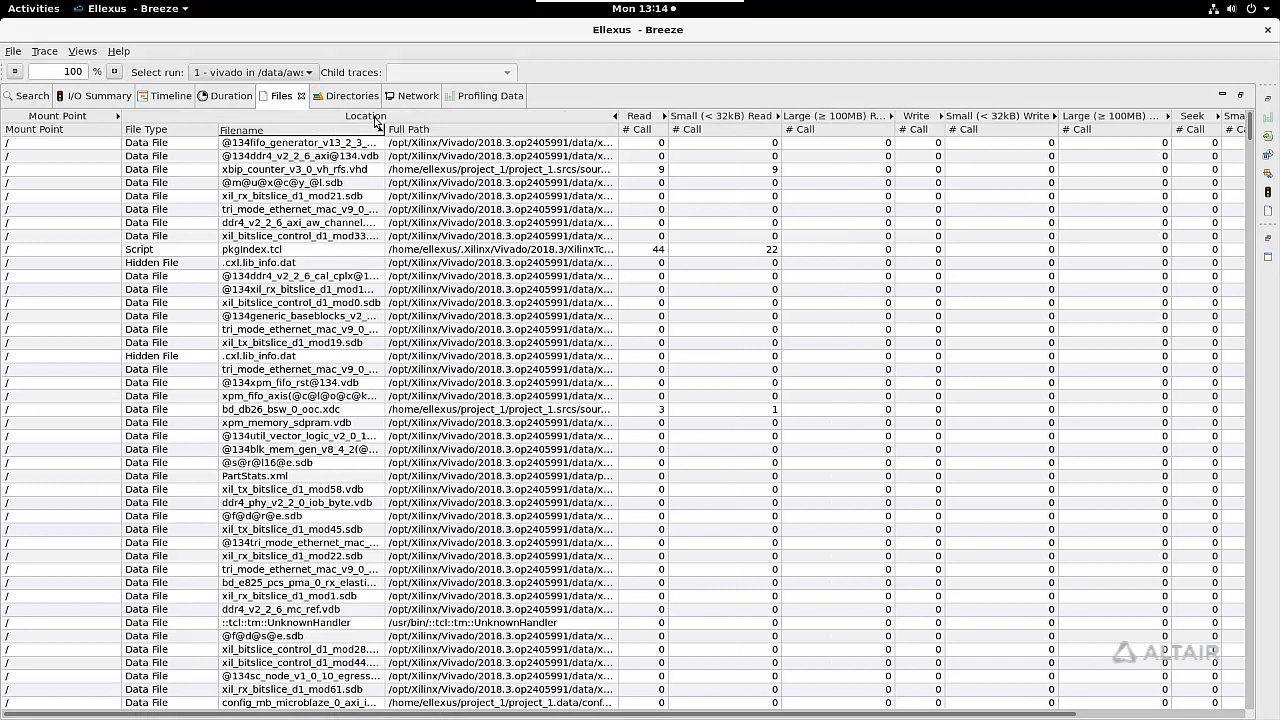 Activities Ellexus - Breeze Mon 13:14
Ellexus - Breeze
File Trace Views Help
100 % Select run: 1 - vivado in /data/aws Child traces:
Search I/O Summary Timeline Duration Files Directories Network Profiling Data
Mount Point Location Read Small (< 32kB) Read Large (≥ 100MB) R... Write Small (< 32kB) Write Large (≥ 100MB) ... Seek Sma
Mount Point File Type Filename Full Path # Call # Call # Call # Call # Call # Call # Call # C
/ Data File @134fifo_generator_v13_2_3_... /opt/Xilinx/Vivado/2018.3.op2405991/data/x... 0 0 0 0 0 0 0
/ Data File @134ddr4_v2_2_6_axi@134.vdb /opt/Xilinx/Vivado/2018.3.op2405991/data/x... 0 0 0 0 0 0 0
/ Data File xbip_counter_v3_0_vh_rfs.vhd /home/ellexus/project_1/project_1.srcs/sour... 9 9 0 0 0 0 0
/ Data File @m@u@x@c@y_@l.sdb /opt/Xilinx/Vivado/2018.3.op2405991/data/x... 0 0 0 0 0 0 0
/ Data File xil_rx_bitslice_d1_mod21.sdb /opt/Xilinx/Vivado/2018.3.op2405991/data/x... 0 0 0 0 0 0 0
/ Data File tri_mode_ethernet_mac_v9_0_... /opt/Xilinx/Vivado/2018.3.op2405991/data/x... 0 0 0 0 0 0 0
/ Data File ddr4_v2_2_6_axi_aw_channel.... /opt/Xilinx/Vivado/2018.3.op2405991/data/x... 0 0 0 0 0 0 0
/ Data File xil_bitslice_control_d1_mod33.... /opt/Xilinx/Vivado/2018.3.op2405991/data/x... 0 0 0 0 0 0 0
/ Script pkgIndex.tcl /home/ellexus/.Xilinx/Vivado/2018.3/XilinxTc... 44 22 0 0 0 0 0
/ Hidden File .cxl.lib_info.dat /opt/Xilinx/Vivado/2018.3.op2405991/data/x... 0 0 0 0 0 0 0
/ Data File @134ddr4_v2_2_6_cal_cplx@1... /opt/Xilinx/Vivado/2018.3.op2405991/data/x... 0 0 0 0 0 0 0
/ Data File @134xil_rx_bitslice_d1_mod1... /opt/Xilinx/Vivado/2018.3.op2405991/data/x... 0 0 0 0 0 0 0
/ Data File xil_bitslice_control_d1_mod0.sdb /opt/Xilinx/Vivado/2018.3.op2405991/data/x... 0 0 0 0 0 0 0
/ Data File @134generic_baseblocks_v2_... /opt/Xilinx/Vivado/2018.3.op2405991/data/x... 0 0 0 0 0 0 0
/ Data File tri_mode_ethernet_mac_v9_0_... /opt/Xilinx/Vivado/2018.3.op2405991/data/x... 0 0 0 0 0 0 0
/ Data File xil_tx_bitslice_d1_mod19.sdb /opt/Xilinx/Vivado/2018.3.op2405991/data/x... 0 0 0 0 0 0 0
/ Hidden File .cxl.lib_info.dat /opt/Xilinx/Vivado/2018.3.op2405991/data/x... 0 0 0 0 0 0 0
/ Data File tri_mode_ethernet_mac_v9_0_... /opt/Xilinx/Vivado/2018.3.op2405991/data/x... 0 0 0 0 0 0 0
/ Data File @134xpm_fifo_rst@134.vdb /opt/Xilinx/Vivado/2018.3.op2405991/data/x... 0 0 0 0 0 0 0
/ Data File xpm_fifo_axis(@c@l@o@c@k... /opt/Xilinx/Vivado/2018.3.op2405991/data/x... 0 0 0 0 0 0 0
/ Data File bd_db26_bsw_0_ooc.xdc /home/ellexus/project_1/project_1.srcs/sour... 3 1 0 0 0 0 0
/ Data File xpm_memory_sdpram.vdb /opt/Xilinx/Vivado/2018.3.op2405991/data/x... 0 0 0 0 0 0 0
/ Data File @134util_vector_logic_v2_0_1... /opt/Xilinx/Vivado/2018.3.op2405991/data/x... 0 0 0 0 0 0 0
/ Data File @134blk_mem_gen_v8_4_2(@... /opt/Xilinx/Vivado/2018.3.op2405991/data/x... 0 0 0 0 0 0 0
/ Data File @s@r@l16@e.sdb /opt/Xilinx/Vivado/2018.3.op2405991/data/x... 0 0 0 0 0 0 0
/ Data File PartStats.xml /opt/Xilinx/Vivado/2018.3.op2405991/data/p... 0 0 0 0 0 0 0
/ Data File xil_tx_bitslice_d1_mod58.vdb /opt/Xilinx/Vivado/2018.3.op2405991/data/x... 0 0 0 0 0 0 0
/ Data File ddr4_phy_v2_2_0_iob_byte.vdb /opt/Xilinx/Vivado/2018.3.op2405991/data/x... 0 0 0 0 0 0 0
/ Data File @f@d@r@e.sdb /opt/Xilinx/Vivado/2018.3.op2405991/data/x... 0 0 0 0 0 0 0
/ Data File xil_tx_bitslice_d1_mod45.sdb /opt/Xilinx/Vivado/2018.3.op2405991/data/x... 0 0 0 0 0 0 0
/ Data File @134tri_mode_ethernet_mac_... /opt/Xilinx/Vivado/2018.3.op2405991/data/x... 0 0 0 0 0 0 0
/ Data File xil_rx_bitslice_d1_mod22.sdb /opt/Xilinx/Vivado/2018.3.op2405991/data/x... 0 0 0 0 0 0 0
/ Data File tri_mode_ethernet_mac_v9_0_... /opt/Xilinx/Vivado/2018.3.op2405991/data/x... 0 0 0 0 0 0 0
/ Data File bd_e825_pcs_pma_0_rx_elasti... /opt/Xilinx/Vivado/2018.3.op2405991/data/x... 0 0 0 0 0 0 0
/ Data File xil_rx_bitslice_d1_mod1.sdb /opt/Xilinx/Vivado/2018.3.op2405991/data/x... 0 0 0 0 0 0 0
/ Data File ddr4_v2_2_6_mc_ref.vdb /opt/Xilinx/Vivado/2018.3.op2405991/data/x... 0 0 0 0 0 0 0
/ Data File ::tcl::tm::UnknownHandler /usr/bin/::tcl::tm::UnknownHandler 0 0 0 0 0 0 0
/ Data File @f@d@s@e.sdb /opt/Xilinx/Vivado/2018.3.op2405991/data/x... 0 0 0 0 0 0 0
/ Data File xil_bitslice_control_d1_mod28.... /opt/Xilinx/Vivado/2018.3.op2405991/data/x... 0 0 0 0 0 0 0
/ Data File xil_bitslice_control_d1_mod44.... /opt/Xilinx/Vivado/2018.3.op2405991/data/x... 0 0 0 0 0 0 0
/ Data File @134sc_node_v1_0_10_egress... /opt/Xilinx/Vivado/2018.3.op2405991/data/x... 0 0 0 0 0 0 0
/ Data File xil_rx_bitslice_d1_mod61.sdb /opt/Xilinx/Vivado/2018.3.op2405991/data/x... 0 0 0 0 0 0 0
/ Data File config_mb_microblaze_0_axi_i... /home/ellexus/project_1/project_1.data/conf... 0 0 0 0 0 0 0
ALTAIR